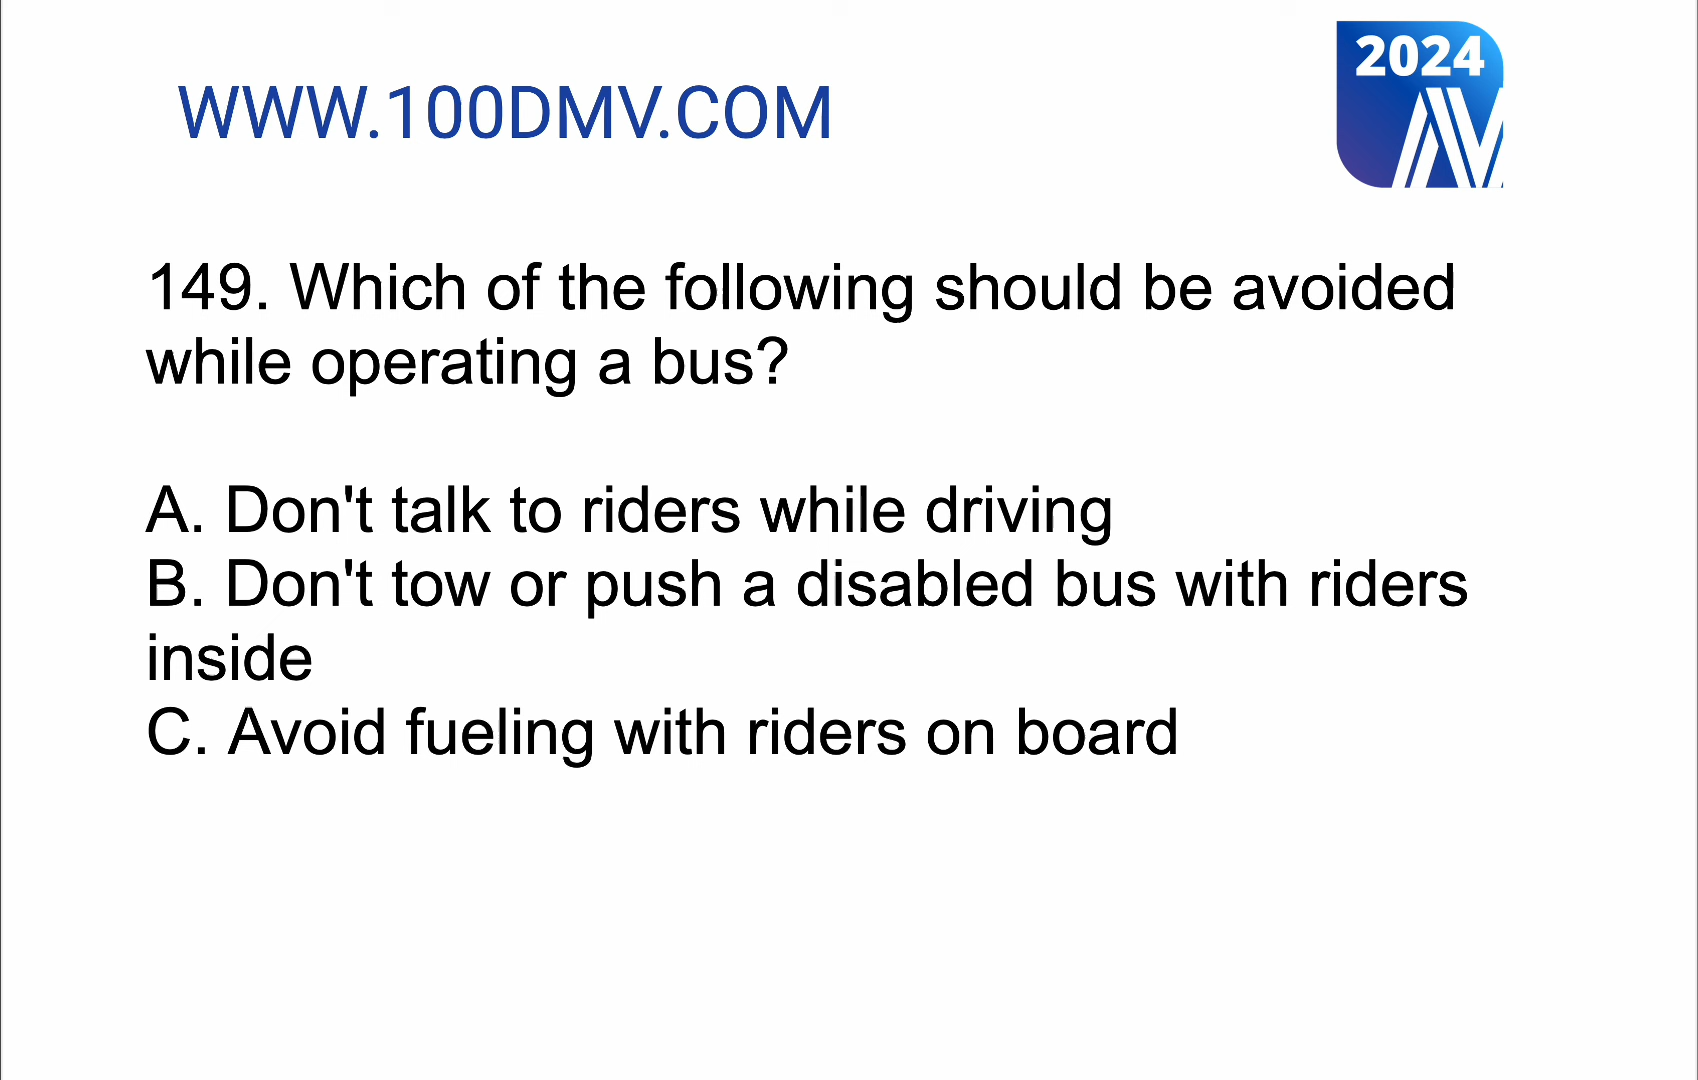 2024
WWW.100DMV.COM
149. Which of the following should be avoided
while operating a bus?
A. Don't talk to riders while driving
B. Don't tow or push a disabled bus with riders
inside
C. Avoid fueling with riders on board